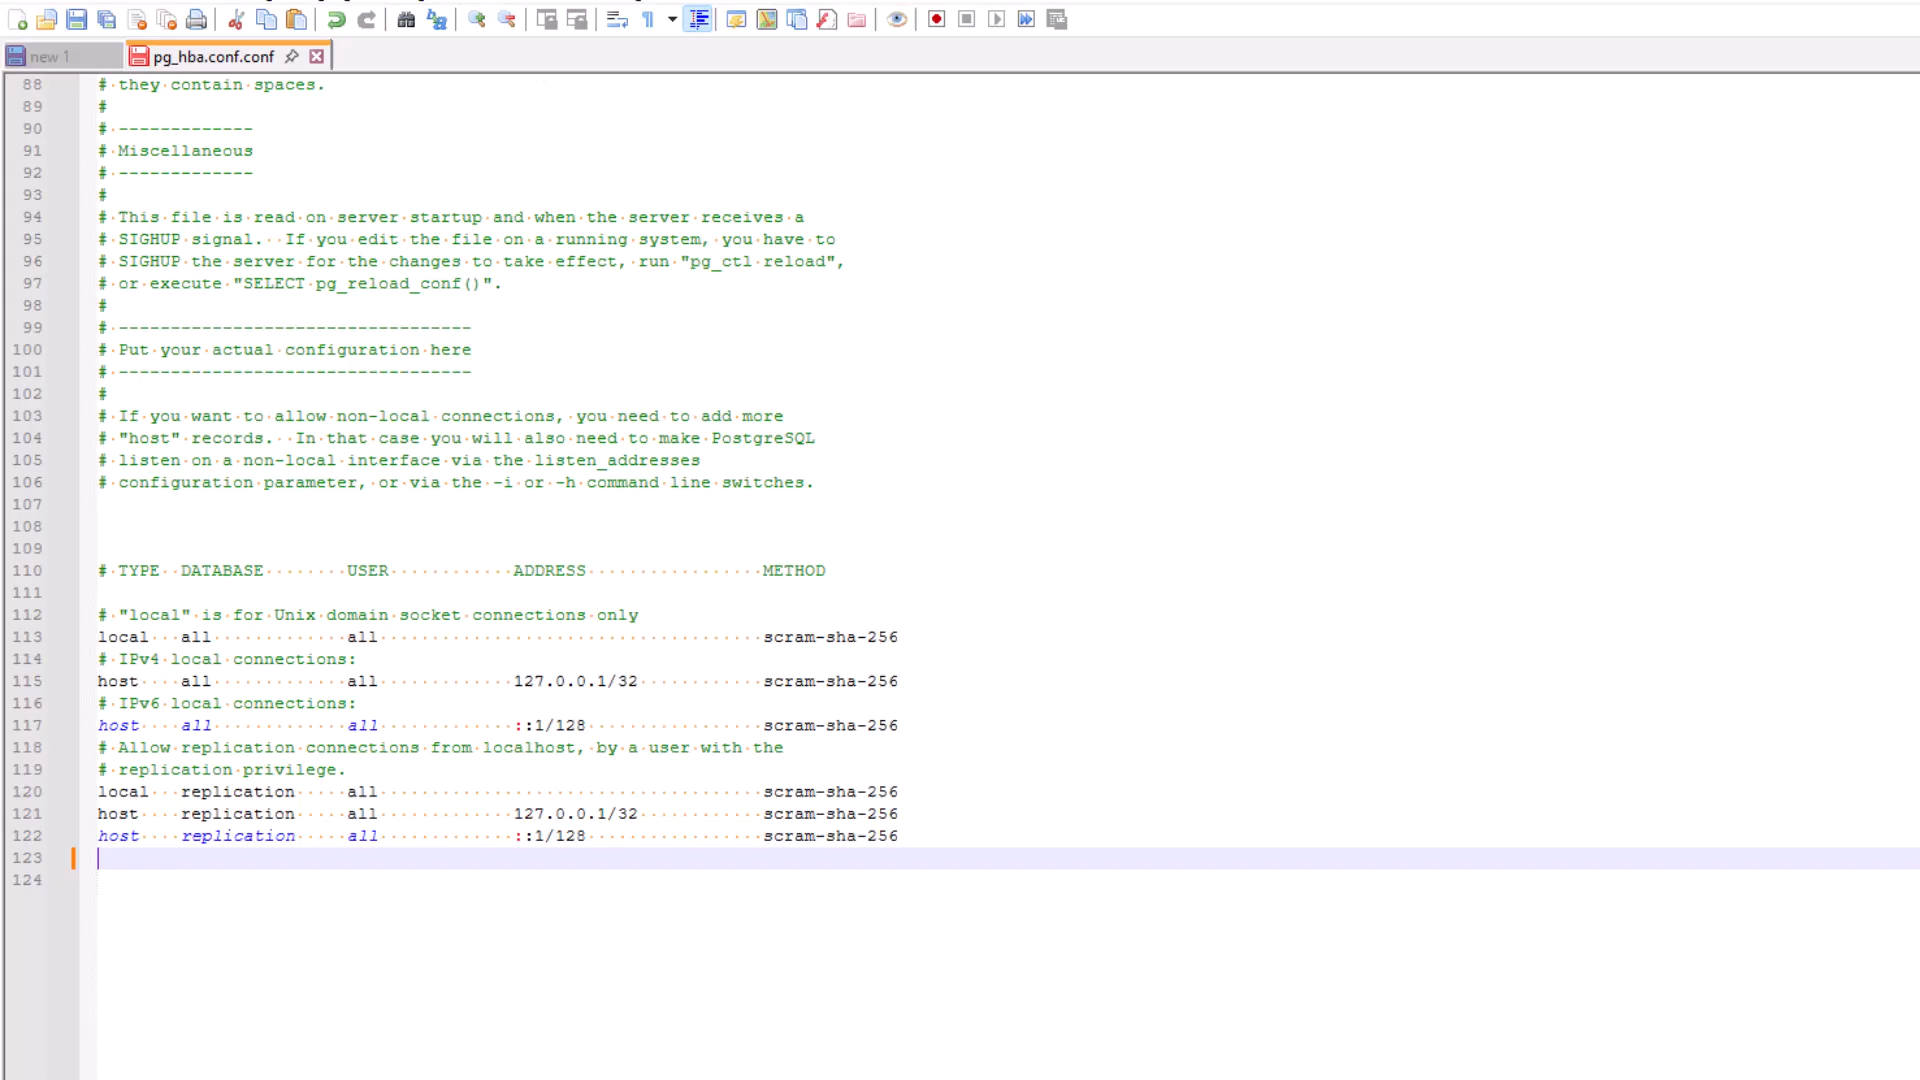 new 1
pg_hba.conf.conf
88 # they contain spaces.
89 #
90 # -------------
91 # Miscellaneous
92 # -------------
93 #
94 # This file is read on server startup and when the server receives a
95 # SIGHUP signal.  If you edit the file on a running system, you have to
96 # SIGHUP the server for the changes to take effect, run "pg_ctl reload",
97 # or execute "SELECT pg_reload_conf()".
98 #
99 # ----------------------------------
100 # Put your actual configuration here
101 # ----------------------------------
102 #
103 # If you want to allow non-local connections, you need to add more
104 # "host" records.  In that case you will also need to make PostgreSQL
105 # listen on a non-local interface via the listen_addresses
106 # configuration parameter, or via the -i or -h command line switches.
107
108
109
110 # TYPE  DATABASE        USER            ADDRESS                 METHOD
111
112 # "local" is for Unix domain socket connections only
113 local   all             all                                     scram-sha-256
114 # IPv4 local connections:
115 host    all             all             127.0.0.1/32            scram-sha-256
116 # IPv6 local connections:
117 host    all             all             ::1/128                 scram-sha-256
118 # Allow replication connections from localhost, by a user with the
119 # replication privilege.
120 local   replication     all                                     scram-sha-256
121 host    replication     all             127.0.0.1/32            scram-sha-256
122 host    replication     all             ::1/128                 scram-sha-256
123
124